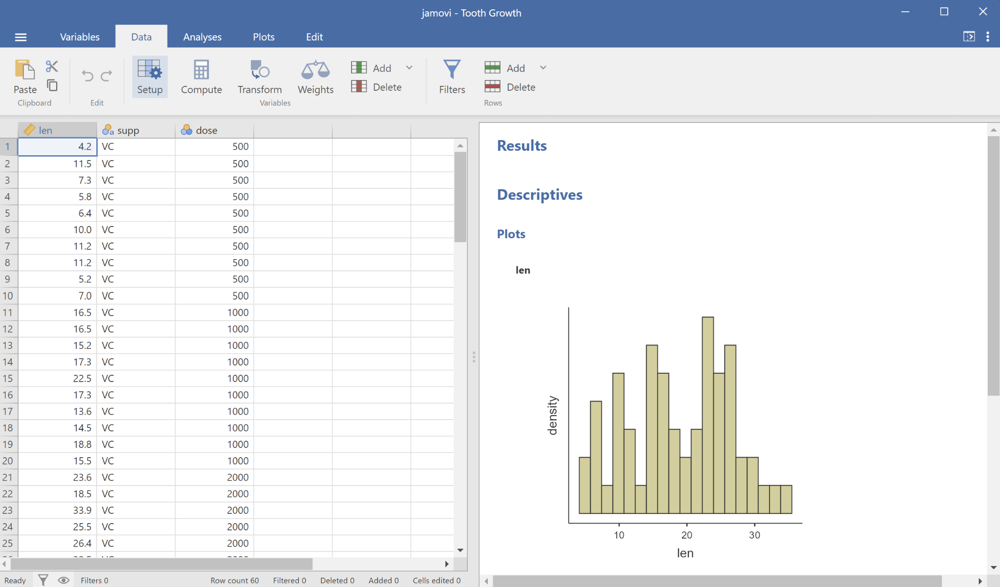 jamovi - Tooth Growth
Variables Data Analyses Plots Edit
Paste Setup Compute Transform Weights Add Delete Filters Add Delete
Clipboard Edit Variables Rows
len a supp dose
1 4.2 VC 500
2 11.5 VC 500
3 7.3 VC 500
4 5.8 VC 500
5 6.4 VC 500
6 10.0 VC 500
7 11.2 VC 500
8 11.2 VC 500
9 5.2 VC 500
10 7.0 VC 500
11 16.5 VC 1000
12 16.5 VC 1000
13 15.2 VC 1000
14 17.3 VC 1000
15 22.5 VC 1000
16 17.3 VC 1000
17 13.6 VC 1000
18 14.5 VC 1000
19 18.8 VC 1000
20 15.5 VC 1000
21 23.6 VC 2000
22 18.5 VC 2000
23 33.9 VC 2000
24 25.5 VC 2000
25 26.4 VC 2000
Ready Filters 0 Row count 60 Filtered 0 Deleted 0 Added 0 Cells edited 0
Results
Descriptives
Plots
len
density
10 20 30
len